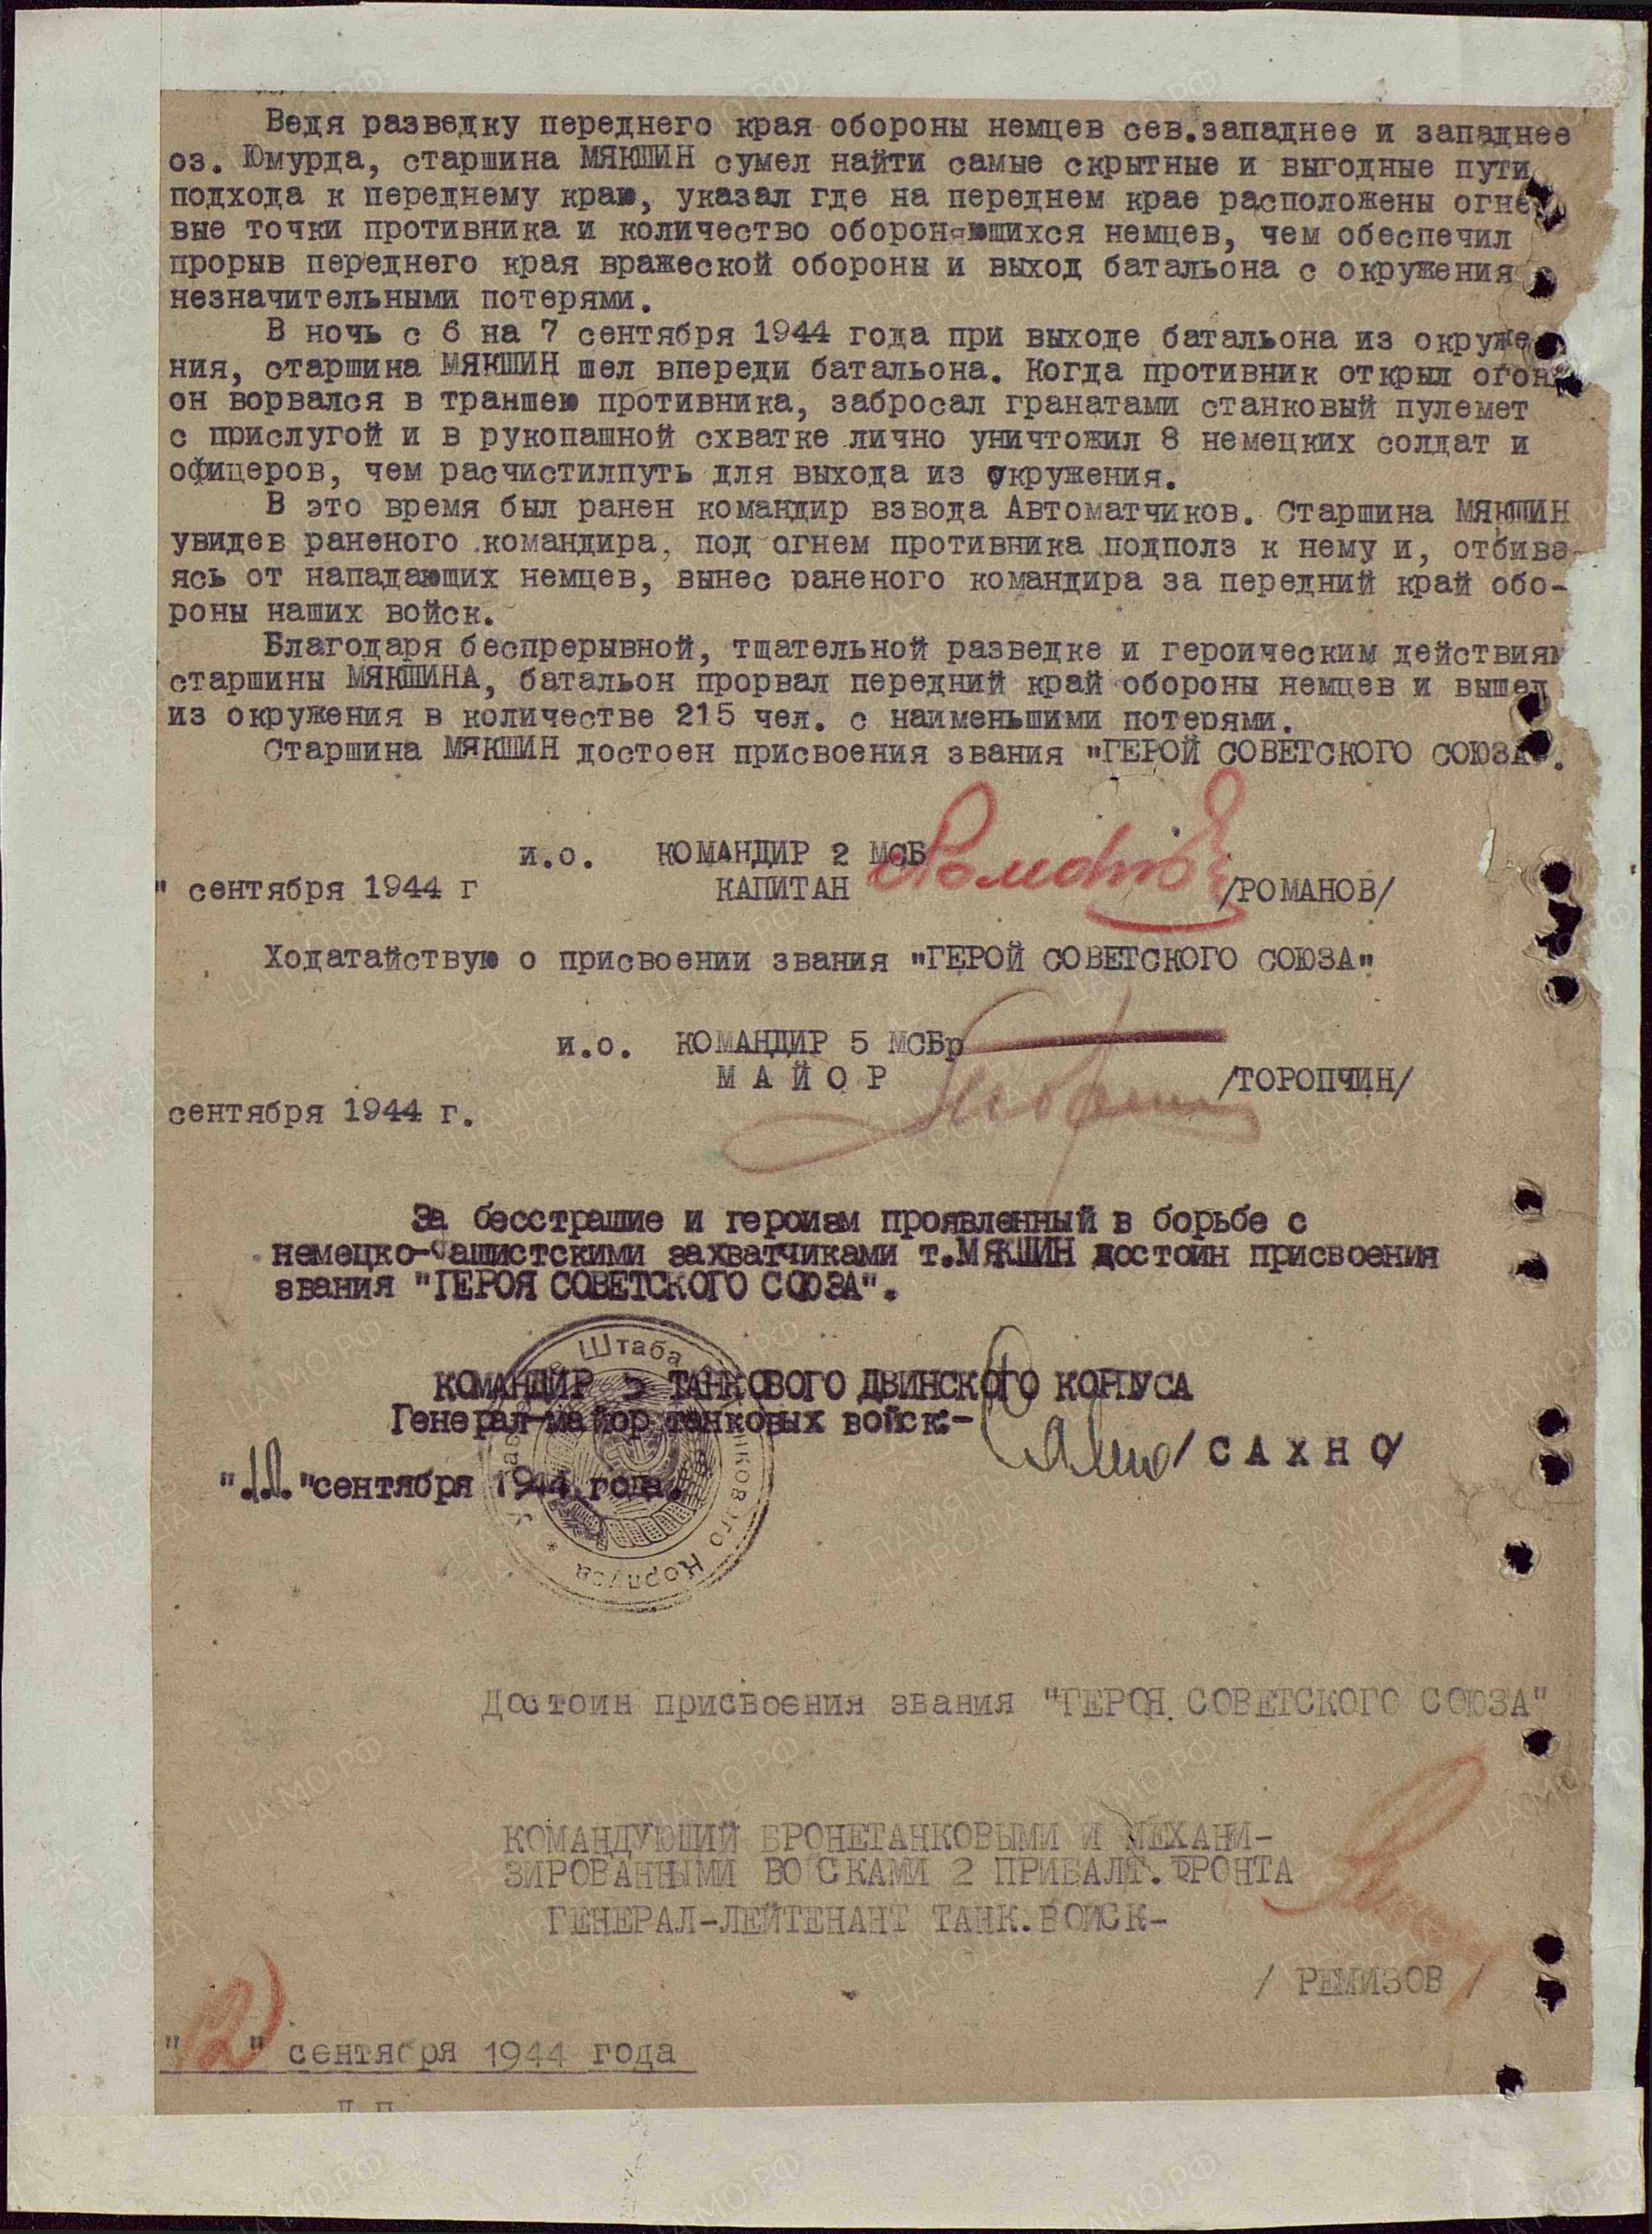 Ведя разведку переднего края обороны немцев сев.западнее и западнее
оз. Юмурда, старшина МЯКШИН сумел найти самые скрытные и выгодные пути
подхода к переднему краю, указал где на переднем крае расположены огне
вые точки противника и количество обороняющихся немцев, чем обеспечил
прорыв переднего края вражеской обороны и выход батальона с окружения
незначительными потерями.
В ночь с 6 на 7 сентября 1944 года при выходе батальона из окруже
ния, старшина МЯКШИН шел впереди батальона. Когда противник открыл огонь
он ворвался в траншею противника, забросал гранатами станковый пулемет
с прислугой и в рукопашной схватке лично уничтожил 8 немецких солдат и
офицеров, чем расчистилпуть для выхода из окружения.
В это время был ранен командир взвода Автоматчиков. Старшина МЯКШИН
увидев раненого командира, под огнем противника подполз к нему и, отбива-
ясь от нападающих немцев, вынес раненого командира за передний край обо-
роны наших войск.
Благодаря беспрерывной, тщательной разведке и героическим действиям
старшины МЯКШИНА, батальон прорвал передний край обороны немцев и вышел
из окружения в количестве 215 чел. с наименьшими потерями.
Старшина МЯКШИН достоен присвоения звания "ГЕРОЙ СОВЕТСКОГО СОЮЗА".
и.о. КОМАНДИР 2 МСБ
" сентября 1944 г КАПИТАН Романов /РОМАНОВ/
Ходатайствую о присвоении звания "ГЕРОЙ СОВЕТСКОГО СОЮЗА"
и.о. КОМАНДИР 5 МСБр
МАЙОР /ТОРОПЧИН/
сентября 1944 г.
За бесстрашие и героизм проявленный в борьбе с
немецко-фашистскими захватчиками т.МЯКШИН достоин присвоения
звания "ГЕРОЯ СОВЕТСКОГО СОЮЗА".
Штаба
КОМАНДИР 5 ТАНКОВОГО ДВИНСКОГО КОРПУСА
Генерал-майор танковых войск:-
Сахно /САХНО/
"11."сентября 1944 года.
Танкового Корпуса
Достоин присвоения звания "ГЕРОЯ СОВЕТСКОГО СОЮЗА"
КОМАНДУЮЩИЙ БРОНЕТАНКОВЫМИ И МЕХАНИ-
ЗИРОВАННЫМИ ВОЙСКАМИ 2 ПРИБАЛТ. ФРОНТА
ГЕНЕРАЛ-ЛЕЙТЕНАНТ ТАНК.ВОЙСК-
/ РЕМИЗОВ /
"12" сентября 1944 года
ЦАМО.РФ
ПАМЯТЬ НАРОДА